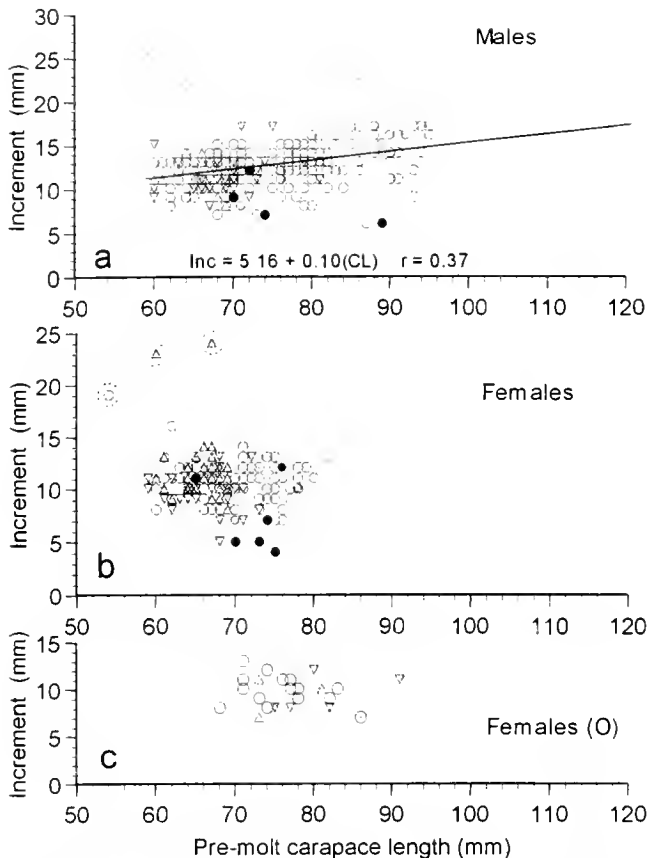 30
25
20
15
10
5
0
Increment (mm)
Males
a
Inc = 5 16 + 0.10(CL) r = 0.37
50 60 70 80 90 100 110 120
25
20
15
10
5
0
Increment (mm)
Females
b
50 60 70 80 90 100 110 120
15
10
5
0
Increment (mm)
Females (O)
c
50 60 70 80 90 100 110 120
Pre-molt carapace length (mm)